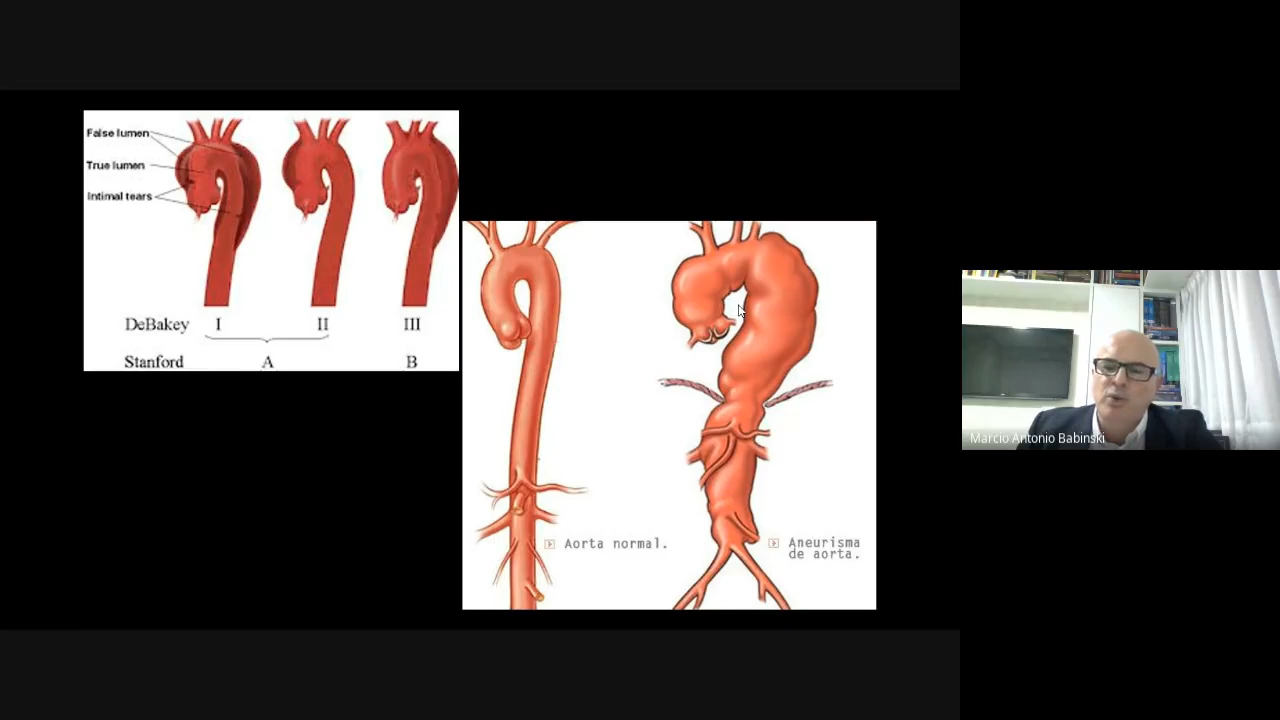 False lumen
True lumen
Intimal tears
DeBakey I II III
Stanford A B
Aorta normal.
Aneurisma
de aorta.
Marcio Antonio Babinski